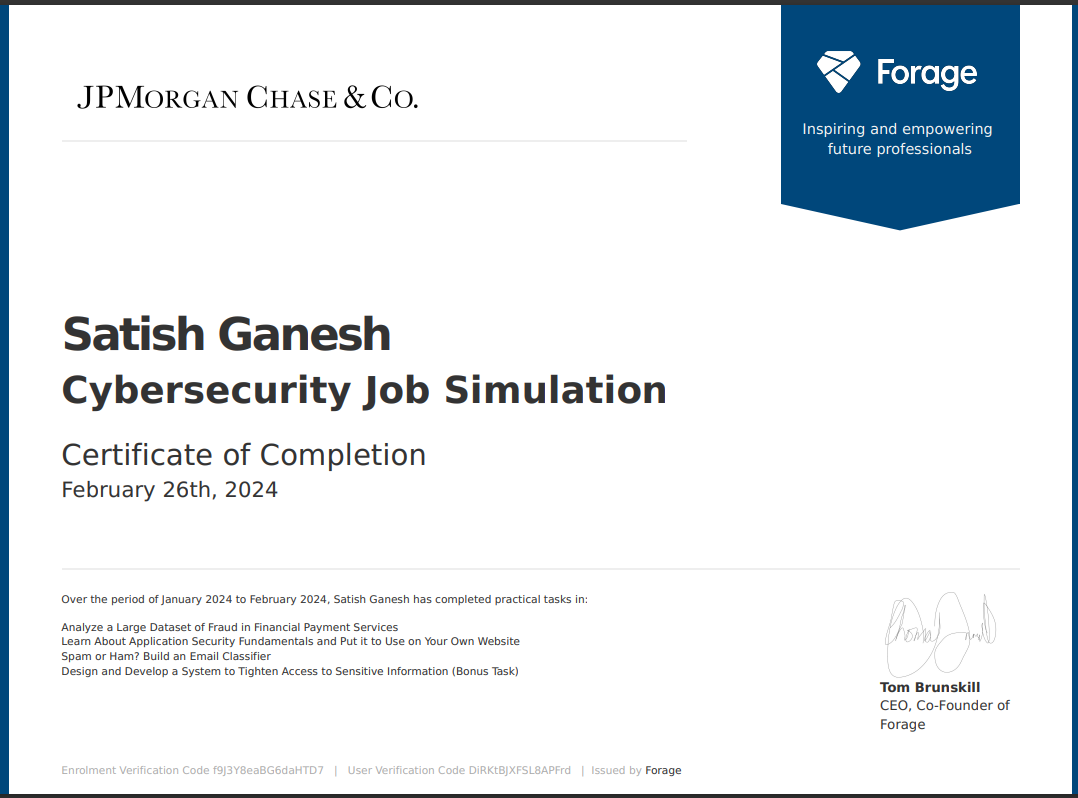 JPMORGAN CHASE & CO.
Forage
Inspiring and empowering
future professionals
Satish Ganesh
Cybersecurity Job Simulation
Certificate of Completion
February 26th, 2024
Over the period of January 2024 to February 2024, Satish Ganesh has completed practical tasks in:
Analyze a Large Dataset of Fraud in Financial Payment Services
Learn About Application Security Fundamentals and Put it to Use on Your Own Website
Spam or Ham? Build an Email Classifier
Design and Develop a System to Tighten Access to Sensitive Information (Bonus Task)
Tom Brunskill
CEO, Co-Founder of
Forage
Enrolment Verification Code f9J3Y8eaBG6daHTD7 | User Verification Code DiRKtBJXFSL8APFrd | Issued by Forage